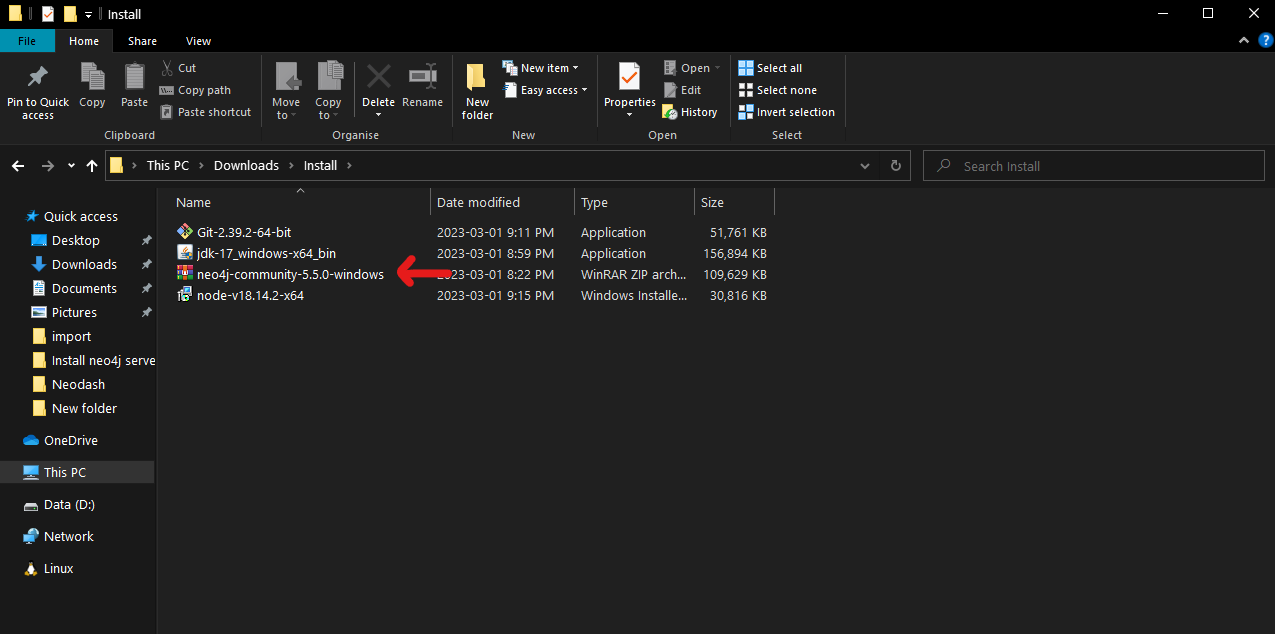 Install
File Home Share View
?
Pin to Quick access
Copy
Paste
Cut
Copy path
Paste shortcut
Clipboard
Move to
Copy to
Delete
Rename
Organise
New folder
New item
Easy access
New
Properties
Open
Edit
History
Open
Select all
Select none
Invert selection
Select
This PC > Downloads > Install >
Search Install
Quick access
Desktop
Downloads
Documents
Pictures
import
Install neo4j serve
Neodash
New folder
OneDrive
This PC
Data (D:)
Network
Linux
Name Date modified Type Size
Git-2.39.2-64-bit 2023-03-01 9:11 PM Application 51,761 KB
jdk-17_windows-x64_bin 2023-03-01 8:59 PM Application 156,894 KB
neo4j-community-5.5.0-windows 2023-03-01 8:22 PM WinRAR ZIP arch... 109,629 KB
node-v18.14.2-x64 2023-03-01 9:15 PM Windows Installe... 30,816 KB